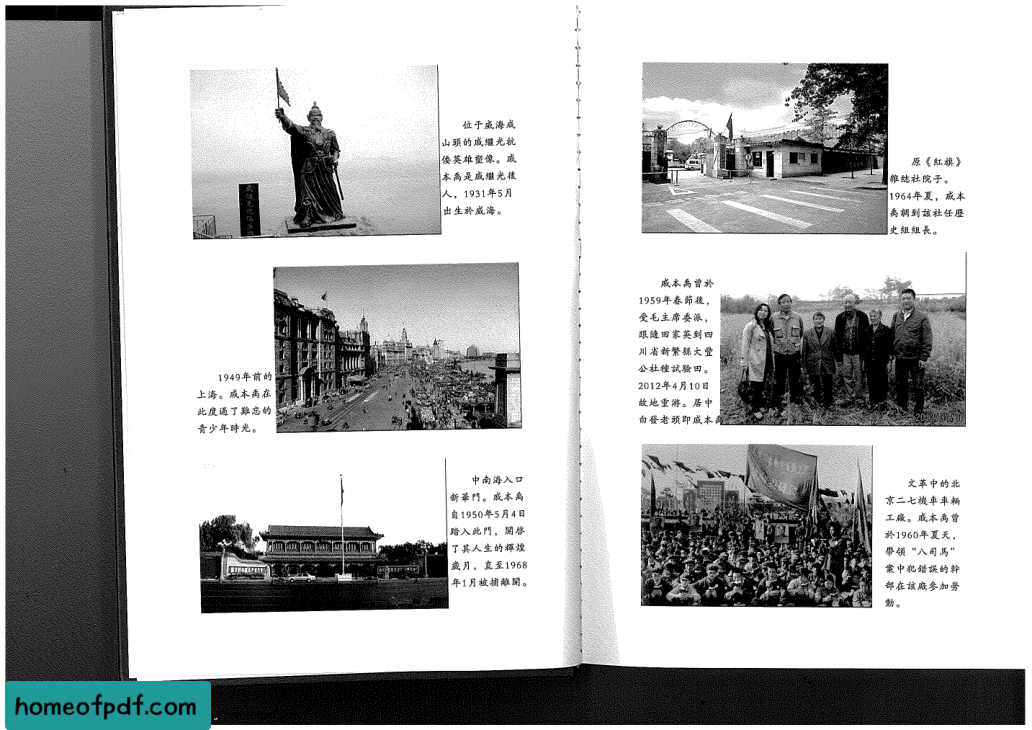 位于威海成
山頭的戚繼光抗
倭英雄塑像。戚
本禹是戚繼光後
人，1931年5月
出生於威海。
1949年前的
上海。戚本禹在
此度過了難忘的
青少年時光。
中南海入口
新華門。戚本禹
自1950年5月4日
踏入此門，開啓
了其人生的輝煌
歲月，直至1968
年1月被捕離開。
原《紅旗》
雜誌社院子。
1964年夏，戚本
禹調到該社任歷
史組組長。
戚本禹曾於
1959年春節後，
受毛主席委派，
跟隨田家英到四
川省新繁縣大豐
公社種試驗田。
2012年4月10日
故地重游。居中
白發老頭即戚本禹
文革中的北
京二七機車車輛
工廠。戚本禹曾
於1960年夏天，
帶領“八司馬”
案中犯錯誤的幹
部在該廠參加勞
動。
homeofpdf.com